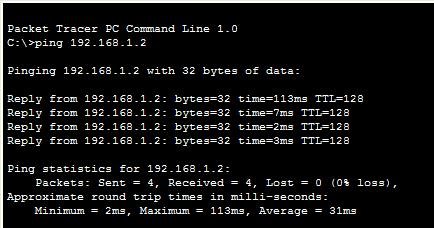 Packet Tracer PC Command Line 1.0
C:\>ping 192.168.1.2
Pinging 192.168.1.2 with 32 bytes of data:
Reply from 192.168.1.2: bytes=32 time=113ms TTL=128
Reply from 192.168.1.2: bytes=32 time=7ms TTL=128
Reply from 192.168.1.2: bytes=32 time=2ms TTL=128
Reply from 192.168.1.2: bytes=32 time=3ms TTL=128
Ping statistics for 192.168.1.2:
Packets: Sent = 4, Received = 4, Lost = 0 (0% loss),
Approximate round trip times in milli-seconds:
Minimum = 2ms, Maximum = 113ms, Average = 31ms